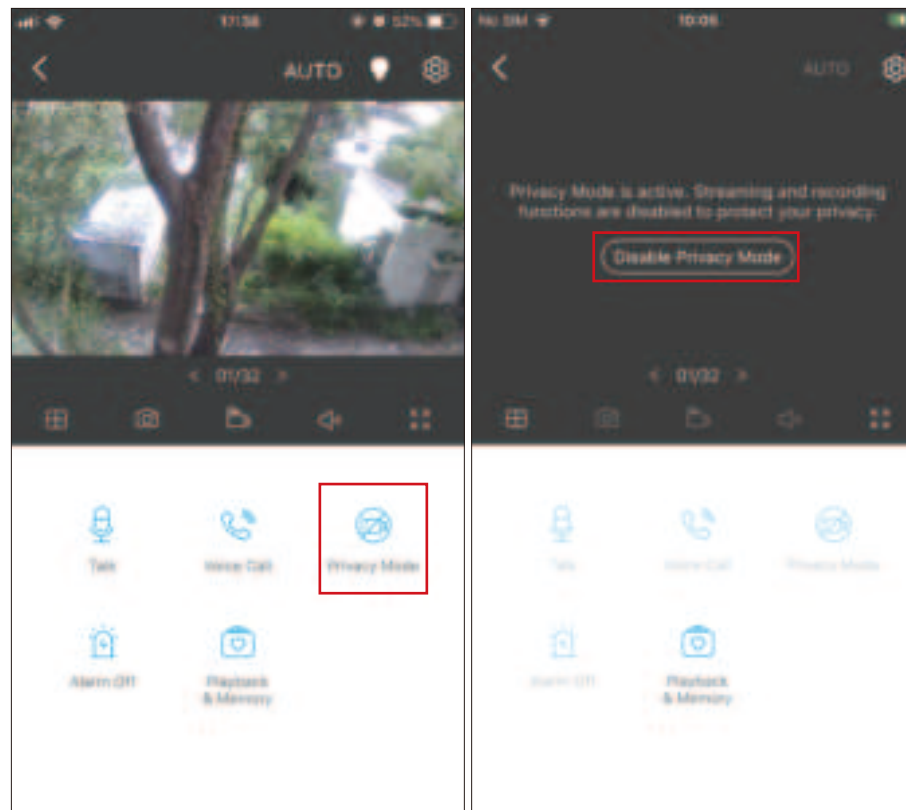 17:38
52%
AUTO
< 01/32 >
Talk
Voice Call
Privacy Mode
Alarm Off
Playback
& Memory
No SIM
10:06
AUTO
Privacy Mode is active. Streaming and recording
functions are disabled to protect your privacy.
Disable Privacy Mode
< 01/32 >
Talk
Voice Call
Privacy Mode
Alarm Off
Playback
& Memory